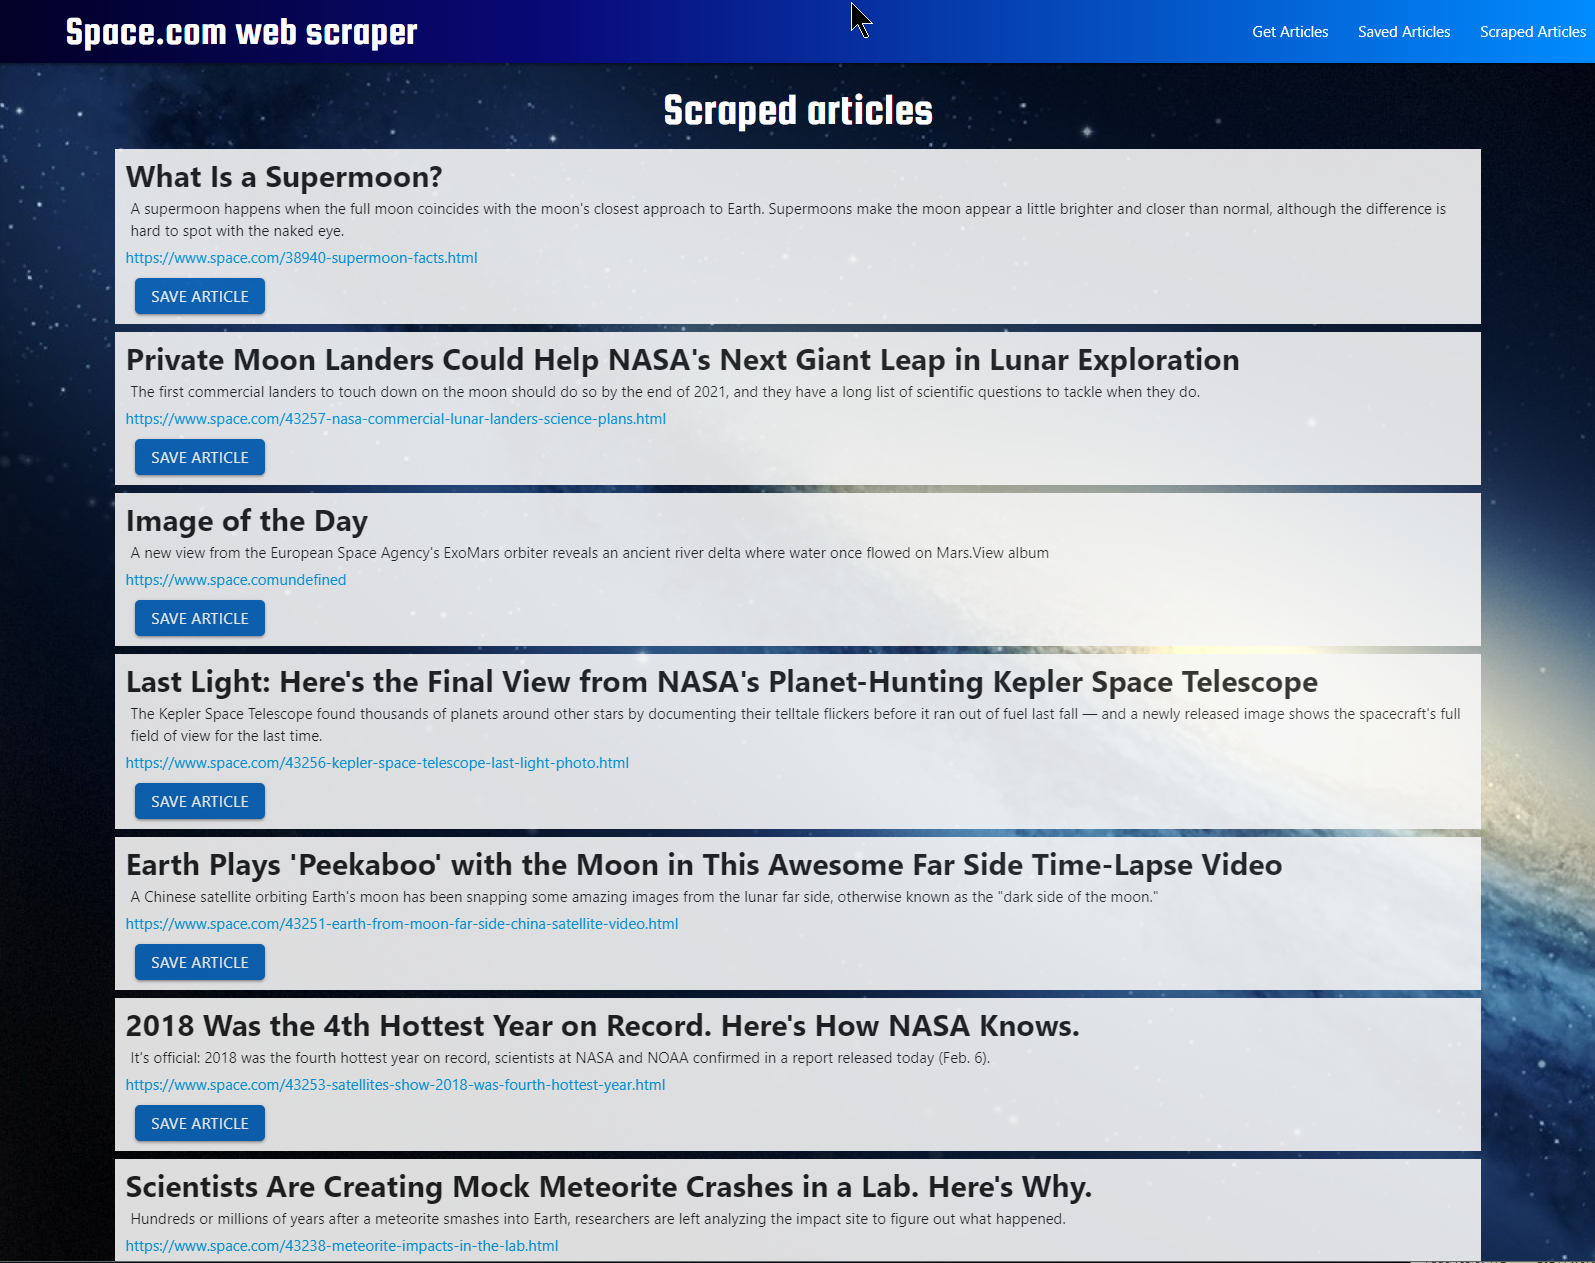 Space.com web scraper
Get Articles Saved Articles Scraped Articles
Scraped articles
What Is a Supermoon?
A supermoon happens when the full moon coincides with the moon's closest approach to Earth. Supermoons make the moon appear a little brighter and closer than normal, although the difference is
hard to spot with the naked eye.
https://www.space.com/38940-supermoon-facts.html
SAVE ARTICLE
Private Moon Landers Could Help NASA's Next Giant Leap in Lunar Exploration
The first commercial landers to touch down on the moon should do so by the end of 2021, and they have a long list of scientific questions to tackle when they do.
https://www.space.com/43257-nasa-commercial-lunar-landers-science-plans.html
SAVE ARTICLE
Image of the Day
A new view from the European Space Agency's ExoMars orbiter reveals an ancient river delta where water once flowed on Mars.View album
https://www.space.comundefined
SAVE ARTICLE
Last Light: Here's the Final View from NASA's Planet-Hunting Kepler Space Telescope
The Kepler Space Telescope found thousands of planets around other stars by documenting their telltale flickers before it ran out of fuel last fall — and a newly released image shows the spacecraft's full
field of view for the last time.
https://www.space.com/43256-kepler-space-telescope-last-light-photo.html
SAVE ARTICLE
Earth Plays 'Peekaboo' with the Moon in This Awesome Far Side Time-Lapse Video
A Chinese satellite orbiting Earth's moon has been snapping some amazing images from the lunar far side, otherwise known as the "dark side of the moon."
https://www.space.com/43251-earth-from-moon-far-side-china-satellite-video.html
SAVE ARTICLE
2018 Was the 4th Hottest Year on Record. Here's How NASA Knows.
It's official: 2018 was the fourth hottest year on record, scientists at NASA and NOAA confirmed in a report released today (Feb. 6).
https://www.space.com/43253-satellites-show-2018-was-fourth-hottest-year.html
SAVE ARTICLE
Scientists Are Creating Mock Meteorite Crashes in a Lab. Here's Why.
Hundreds or millions of years after a meteorite smashes into Earth, researchers are left analyzing the impact site to figure out what happened.
https://www.space.com/43238-meteorite-impacts-in-the-lab.html